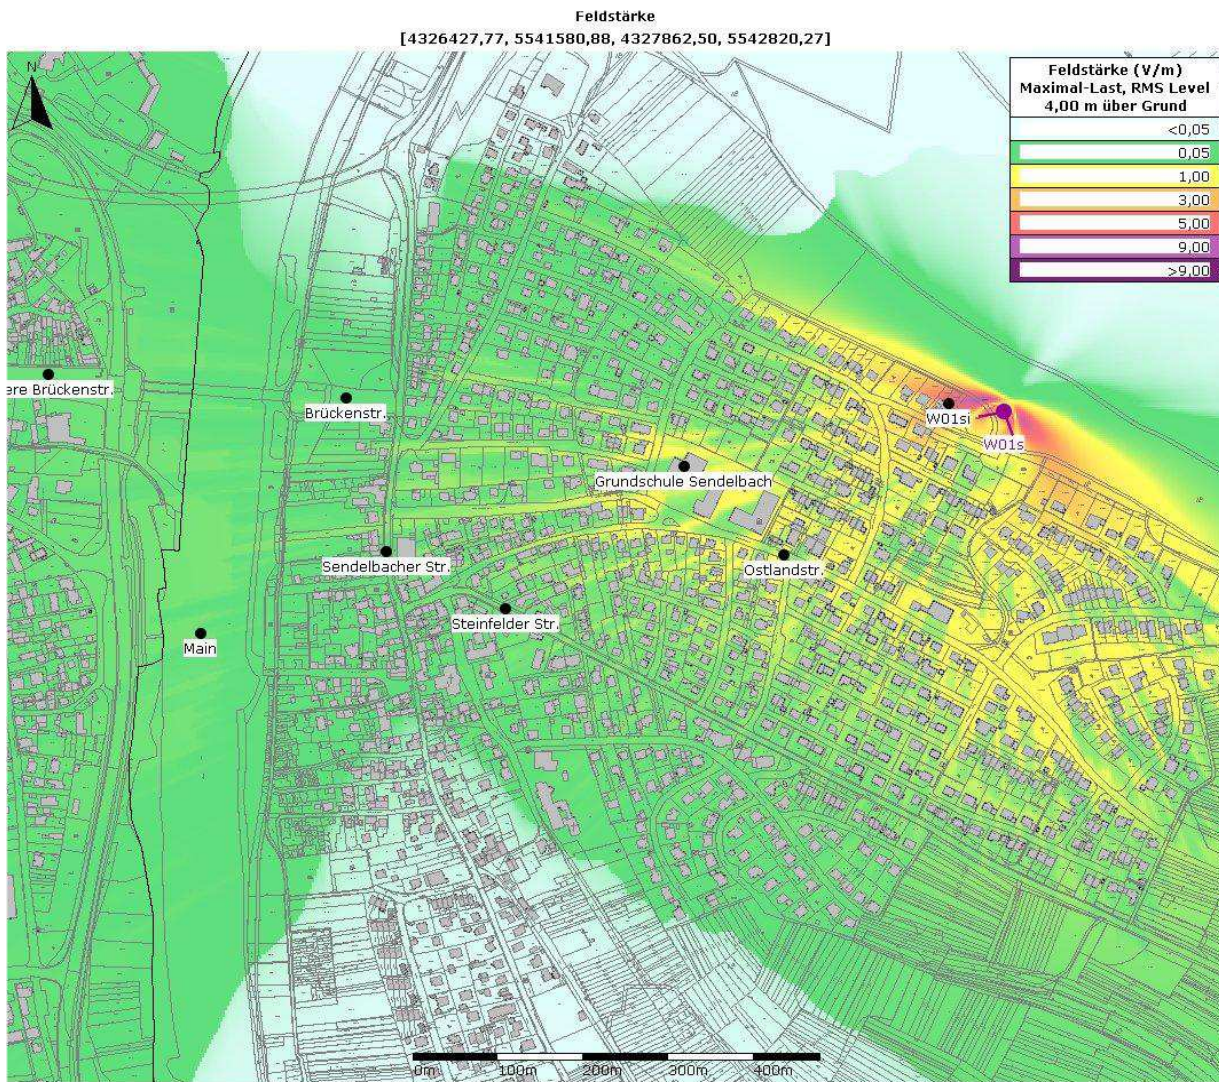 Feldstärke
[4326427,77, 5541580,88, 4327862,50, 5542820,27]
N
Feldstärke (V/m)
Maximal-Last, RMS Level
4,00 m über Grund
<0,05
0,05
1,00
3,00
5,00
9,00
>9,00
ere Brückenstr.
Brückenstr.
W01si
W01s
Grundschule Sendelbach
Sendelbacher Str.
Ostlandstr.
Steinfelder Str.
Main
0m 100m 200m 300m 400m